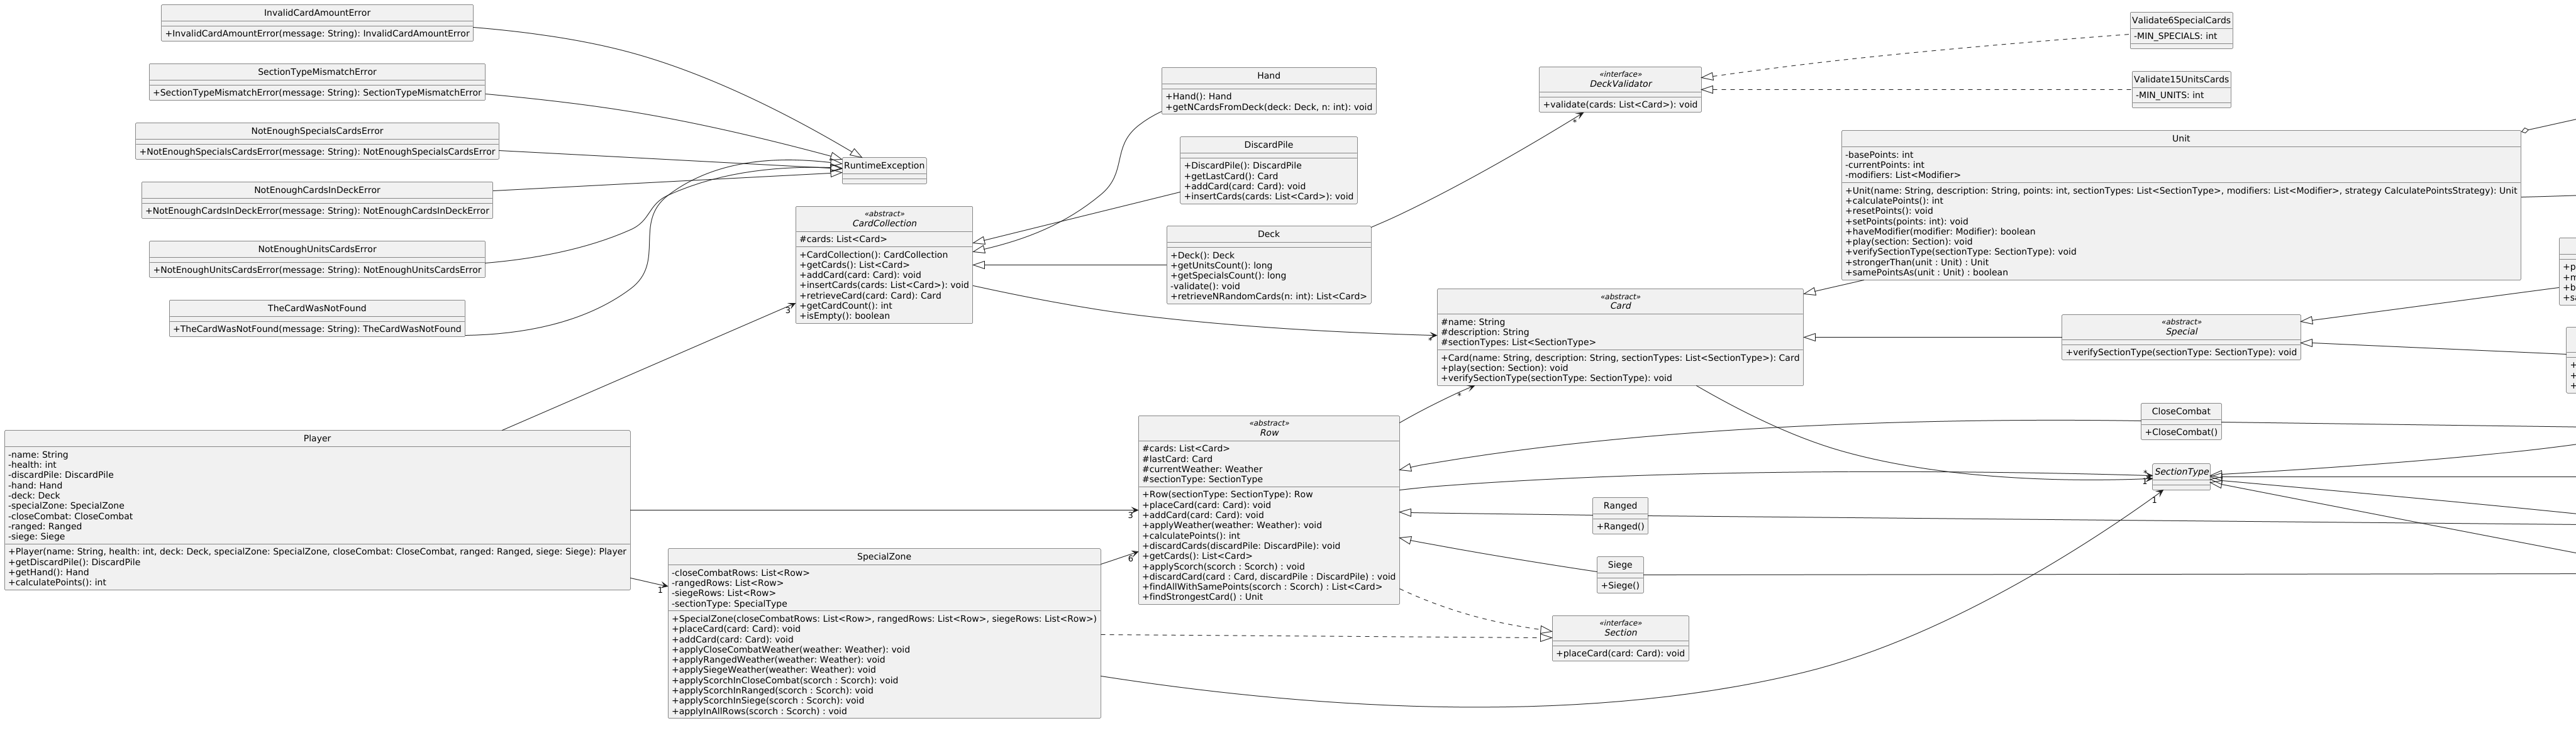 InvalidCardAmountError
+InvalidCardAmountError(message: String): InvalidCardAmountError
SectionTypeMismatchError
+SectionTypeMismatchError(message: String): SectionTypeMismatchError
NotEnoughSpecialsCardsError
+NotEnoughSpecialsCardsError(message: String): NotEnoughSpecialsCardsError
NotEnoughCardsInDeckError
+NotEnoughCardsInDeckError(message: String): NotEnoughCardsInDeckError
NotEnoughUnitsCardsError
+NotEnoughUnitsCardsError(message: String): NotEnoughUnitsCardsError
TheCardWasNotFound
+TheCardWasNotFound(message: String): TheCardWasNotFound
RuntimeException
Player
-name: String
-health: int
-discardPile: DiscardPile
-hand: Hand
-deck: Deck
-specialZone: SpecialZone
-closeCombat: CloseCombat
-ranged: Ranged
-siege: Siege
+Player(name: String, health: int, deck: Deck, specialZone: SpecialZone, closeCombat: CloseCombat, ranged: Ranged, siege: Siege): Player
+getDiscardPile(): DiscardPile
+getHand(): Hand
+calculatePoints(): int
3
3
1
«abstract»
CardCollection
#cards: List<Card>
+CardCollection(): CardCollection
+getCards(): List<Card>
+addCard(card: Card): void
+insertCards(cards: List<Card>): void
+retrieveCard(card: Card): Card
+getCardCount(): int
+isEmpty(): boolean
SpecialZone
-closeCombatRows: List<Row>
-rangedRows: List<Row>
-siegeRows: List<Row>
-sectionType: SpecialType
+SpecialZone(closeCombatRows: List<Row>, rangedRows: List<Row>, siegeRows: List<Row>)
+placeCard(card: Card): void
+addCard(card: Card): void
+applyCloseCombatWeather(weather: Weather): void
+applyRangedWeather(weather: Weather): void
+applySiegeWeather(weather: Weather): void
+applyScorchInCloseCombat(scorch : Scorch): void
+applyScorchInRanged(scorch : Scorch): void
+applyScorchInSiege(scorch : Scorch): void
+applyInAllRows(scorch : Scorch) : void
6
Hand
+Hand(): Hand
+getNCardsFromDeck(deck: Deck, n: int): void
DiscardPile
+DiscardPile(): DiscardPile
+getLastCard(): Card
+addCard(card: Card): void
+insertCards(cards: List<Card>): void
Deck
+Deck(): Deck
+getUnitsCount(): long
+getSpecialsCount(): long
-validate(): void
+retrieveNRandomCards(n: int): List<Card>
«abstract»
Row
#cards: List<Card>
#lastCard: Card
#currentWeather: Weather
#sectionType: SectionType
+Row(sectionType: SectionType): Row
+placeCard(card: Card): void
+addCard(card: Card): void
+applyWeather(weather: Weather): void
+calculatePoints(): int
+discardCards(discardPile: DiscardPile): void
+getCards(): List<Card>
+applyScorch(scorch : Scorch) : void
+discardCard(card : Card, discardPile : DiscardPile) : void
+findAllWithSamePoints(scorch : Scorch) : List<Card>
+findStrongestCard() : Unit
*
*
*
«interface»
DeckValidator
+validate(cards: List<Card>): void
«abstract»
Card
#name: String
#description: String
#sectionTypes: List<SectionType>
+Card(name: String, description: String, sectionTypes: List<SectionType>): Card
+play(section: Section): void
+verifySectionType(sectionType: SectionType): void
Ranged
+Ranged()
Siege
+Siege()
«interface»
Section
+placeCard(card: Card): void
Validate6SpecialCards
-MIN_SPECIALS: int
Validate15UnitsCards
-MIN_UNITS: int
Unit
-basePoints: int
-currentPoints: int
-modifiers: List<Modifier>
+Unit(name: String, description: String, points: int, sectionTypes: List<SectionType>, modifiers: List<Modifier>, strategy CalculatePointsStrategy): Unit
+calculatePoints(): int
+resetPoints(): void
+setPoints(points: int): void
+haveModifier(modifier: Modifier): boolean
+play(section: Section): void
+verifySectionType(sectionType: SectionType): void
+strongerThan(unit : Unit) : Unit
+samePointsAs(unit : Unit) : boolean
«abstract»
Special
+verifySectionType(sectionType: SectionType): void
CloseCombat
+CloseCombat()
SectionType
*
1
1
+p
+m
+b
+sa
+
+
+